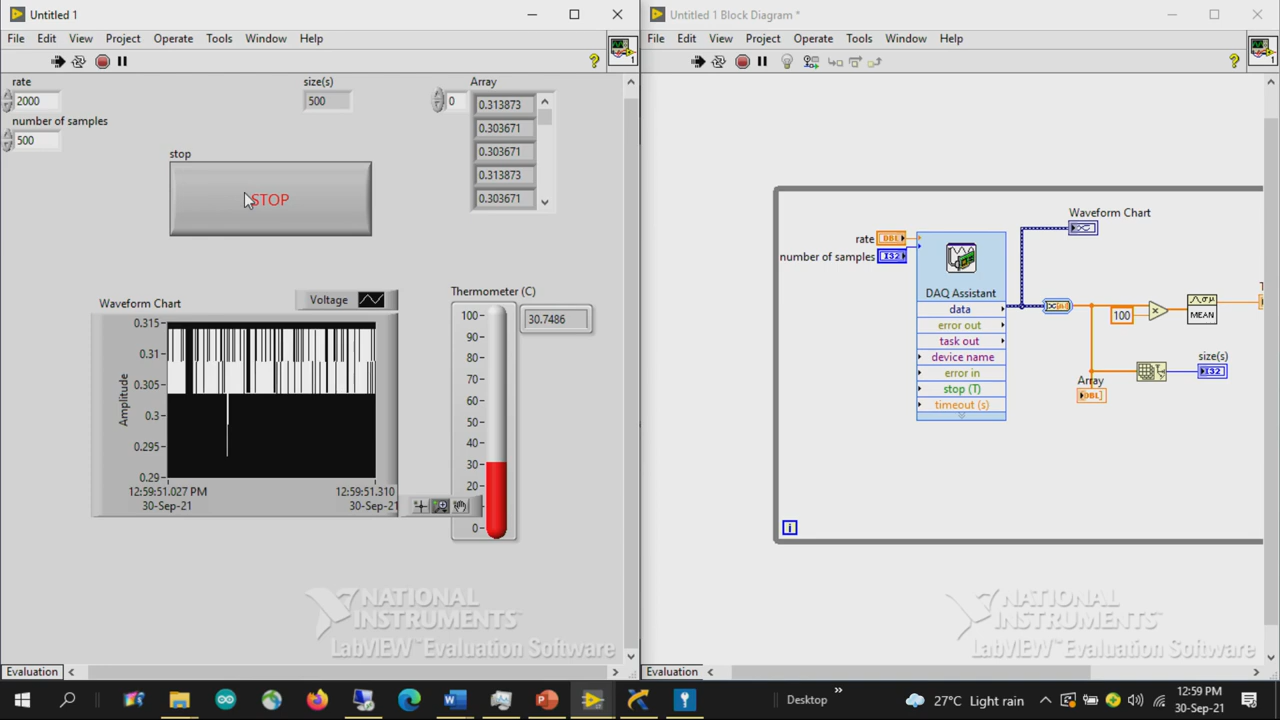 Untitled 1
File Edit View Project Operate Tools Window Help
rate
2000
number of samples
500
size(s)
500
Array
0
0.313873
0.303671
0.303671
0.313873
0.303671
stop
STOP
Waveform Chart
Voltage
Amplitude
0.315
0.31
0.305
0.3
0.295
0.29
12:59:51.027 PM
30-Sep-21
12:59:51.310
30-Sep-21
Thermometer (C)
30.7486
100
90
80
70
60
50
40
30
20
0
NATIONAL
INSTRUMENTS™
LabVIEW™ Evaluation Software
Evaluation
Untitled 1 Block Diagram *
File Edit View Project Operate Tools Window Help
Waveform Chart
rate
DBL
number of samples
I32
DAQ Assistant
data
error out
task out
device name
error in
stop (T)
timeout (s)
100
MEAN
T
size(s)
I32
Array
DBL
i
NATIONAL
INSTRUMENTS
LabVIEW™ Evaluation Software
Evaluation
Desktop
27°C Light rain
12:59 PM
30-Sep-21